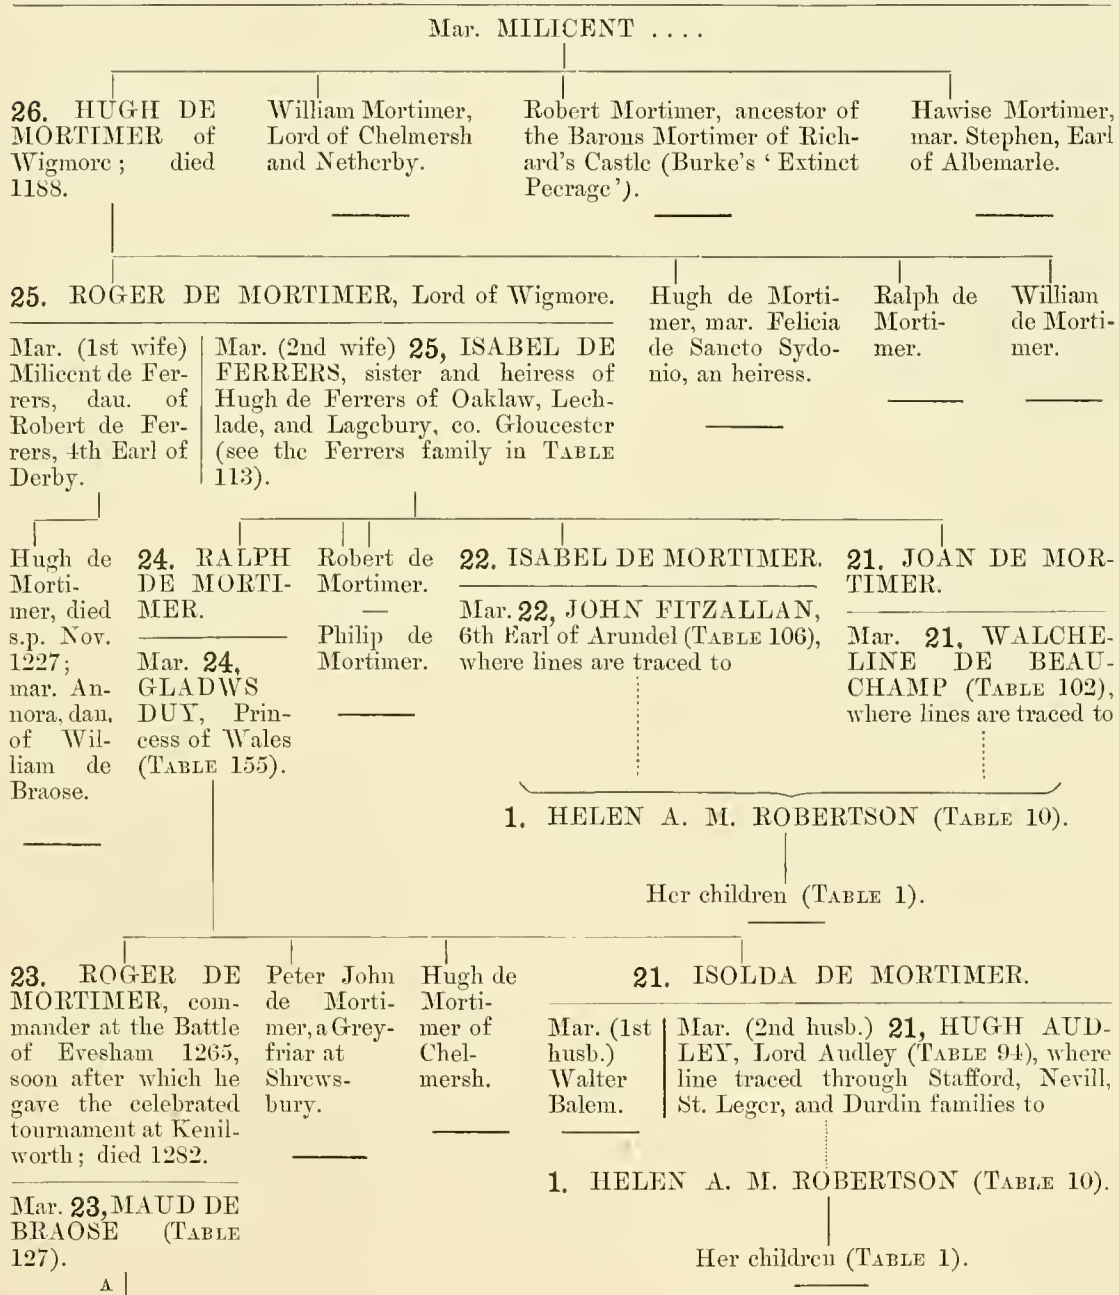 Mar. MILICENT ....
26. HUGH DE
MORTIMER of
Wigmore ; died
1188.
William Mortimer,
Lord of Chelmersh
and Netherby.
Robert Mortimer, ancestor of
the Barons Mortimer of Rich-
ard's Castle (Burke's ‘ Extinct
Peerage ’).
Hawise Mortimer,
mar. Stephen, Earl
of Albemarle.
25. ROGER DE MORTIMER, Lord of Wigmore.
Hugh de Morti-
mer, mar. Felicia
de Sancto Sydo-
nio, an heiress.
Ralph de
Morti-
mer.
William
de Morti-
mer.
Mar. (1st wife)
Milicent de Fer-
rers, dau. of
Robert de Fer-
rers, 4th Earl of
Derby.
Mar. (2nd wife) 25, ISABEL DE
FERRERS, sister and heiress of
Hugh de Ferrers of Oaklaw, Lech-
lade, and Lagebury, co. Gloucester
(see the Ferrers family in TABLE
113).
Hugh de
Morti-
mer, died
s.p. Nov.
1227;
mar. An-
nora, dau.
of Wil-
liam de
Braose.
24. RALPH
DE MORTI-
MER.
Mar. 24,
GLADWS
DUY, Prin-
cess of Wales
(TABLE 155).
Robert de
Mortimer.
—
Philip de
Mortimer.
22. ISABEL DE MORTIMER.
Mar. 22, JOHN FITZALLAN,
6th Earl of Arundel (TABLE 106),
where lines are traced to
21. JOAN DE MOR-
TIMER.
Mar. 21, WALCHE-
LINE DE BEAU-
CHAMP (TABLE 102),
where lines are traced to
1. HELEN A. M. ROBERTSON (TABLE 10).
Her children (TABLE 1).
23. ROGER DE
MORTIMER, com-
mander at the Battle
of Evesham 1265,
soon after which he
gave the celebrated
tournament at Kenil-
worth; died 1282.
Mar. 23, MAUD DE
BRAOSE (TABLE
127).
A
Peter John
de Morti-
mer, a Grey-
friar at
Shrews-
bury.
Hugh de
Morti-
mer of
Chel-
mersh.
21. ISOLDA DE MORTIMER.
Mar. (1st
husb.)
Walter
Balem.
Mar. (2nd husb.) 21, HUGH AUD-
LEY, Lord Audley (TABLE 94), where
line traced through Stafford, Nevill,
St. Leger, and Durdin families to
1. HELEN A. M. ROBERTSON (TABLE 10).
Her children (TABLE 1).